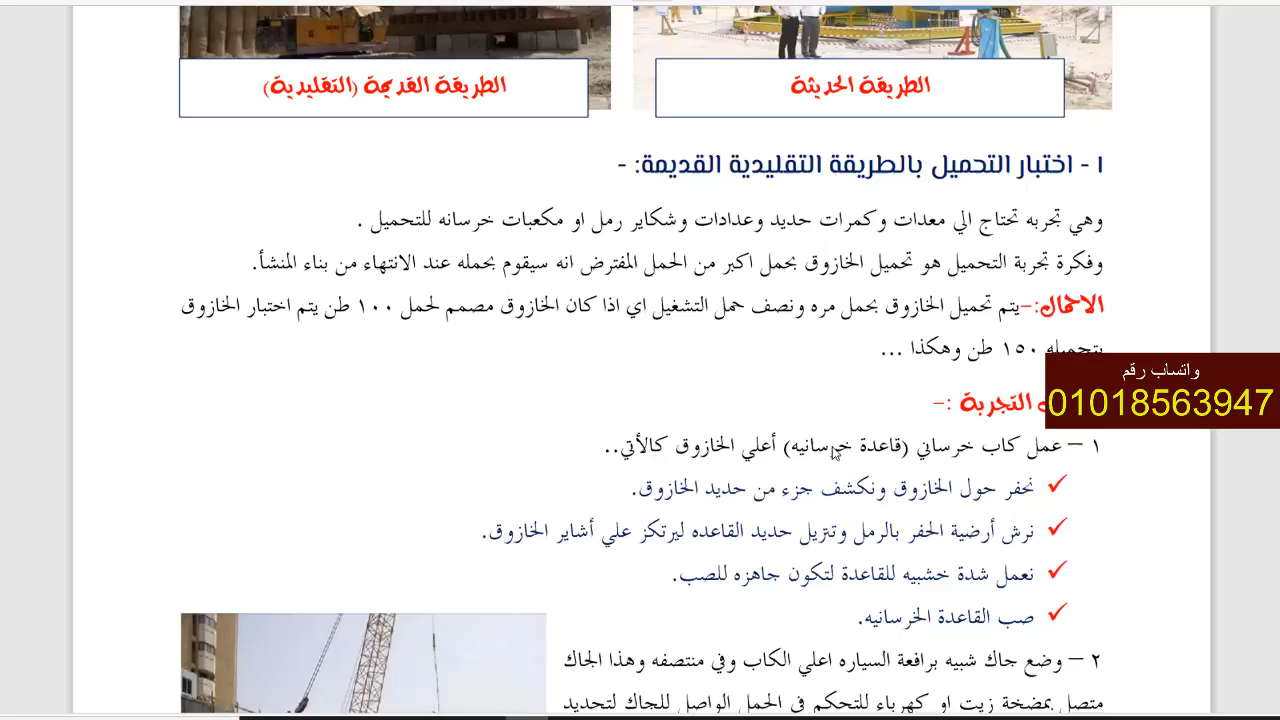 الطريقة الحديثة
الطريقة القديمة (التقليدية)
١ - اختبار التحميل بالطريقة التقليدية القديمة: -
وهي تجربه تحتاج الي معدات وكمرات حديد وعدادات وشكاير رمل او مكعبات خرسانه للتحميل .
وفكرة تجربة التحميل هو تحميل الخازوق بحمل اكبر من الحمل المفترض انه سيقوم بحمله عند الانتهاء من بناء المنشأ.
الاحمال:-يتم تحميل الخازوق بحمل مره ونصف حمل التشغيل اي اذا كان الخازوق مصمم لحمل ١٠٠ طن يتم اختبار الخازوق
بتحميله ١٥٠ طن وهكذا ...
واتساب رقم
01018563947
التجربة :-
١ – عمل كاب خرساني (قاعدة خرسانيه) أعلي الخازوق كالأتي..
✓ نحفر حول الخازوق ونكشف جزء من حديد الخازوق.
✓ نرش أرضية الحفر بالرمل وتنزيل حديد القاعده ليرتكز علي أشاير الخازوق.
✓ نعمل شدة خشبيه للقاعدة لتكون جاهزه للصب.
✓ صب القاعدة الخرسانيه.
٢ – وضع جاك شبيه برافعة السياره اعلي الكاب وفي منتصفه وهذا الجاك
متصل بمضخة زيت او كهرباء للتحكم في الحمل الواصل للجاك لتحديد